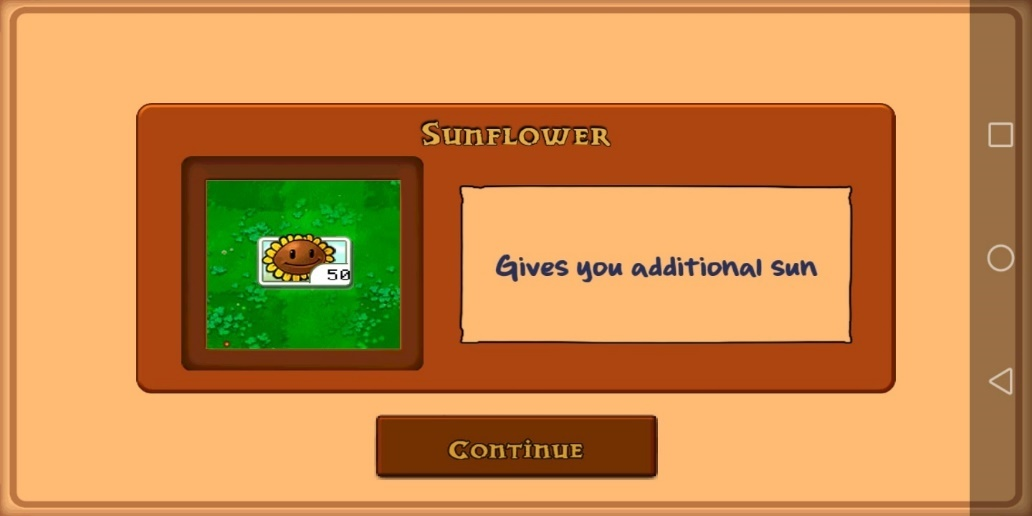 Sunflower
50
Gives you additional sun
Continue